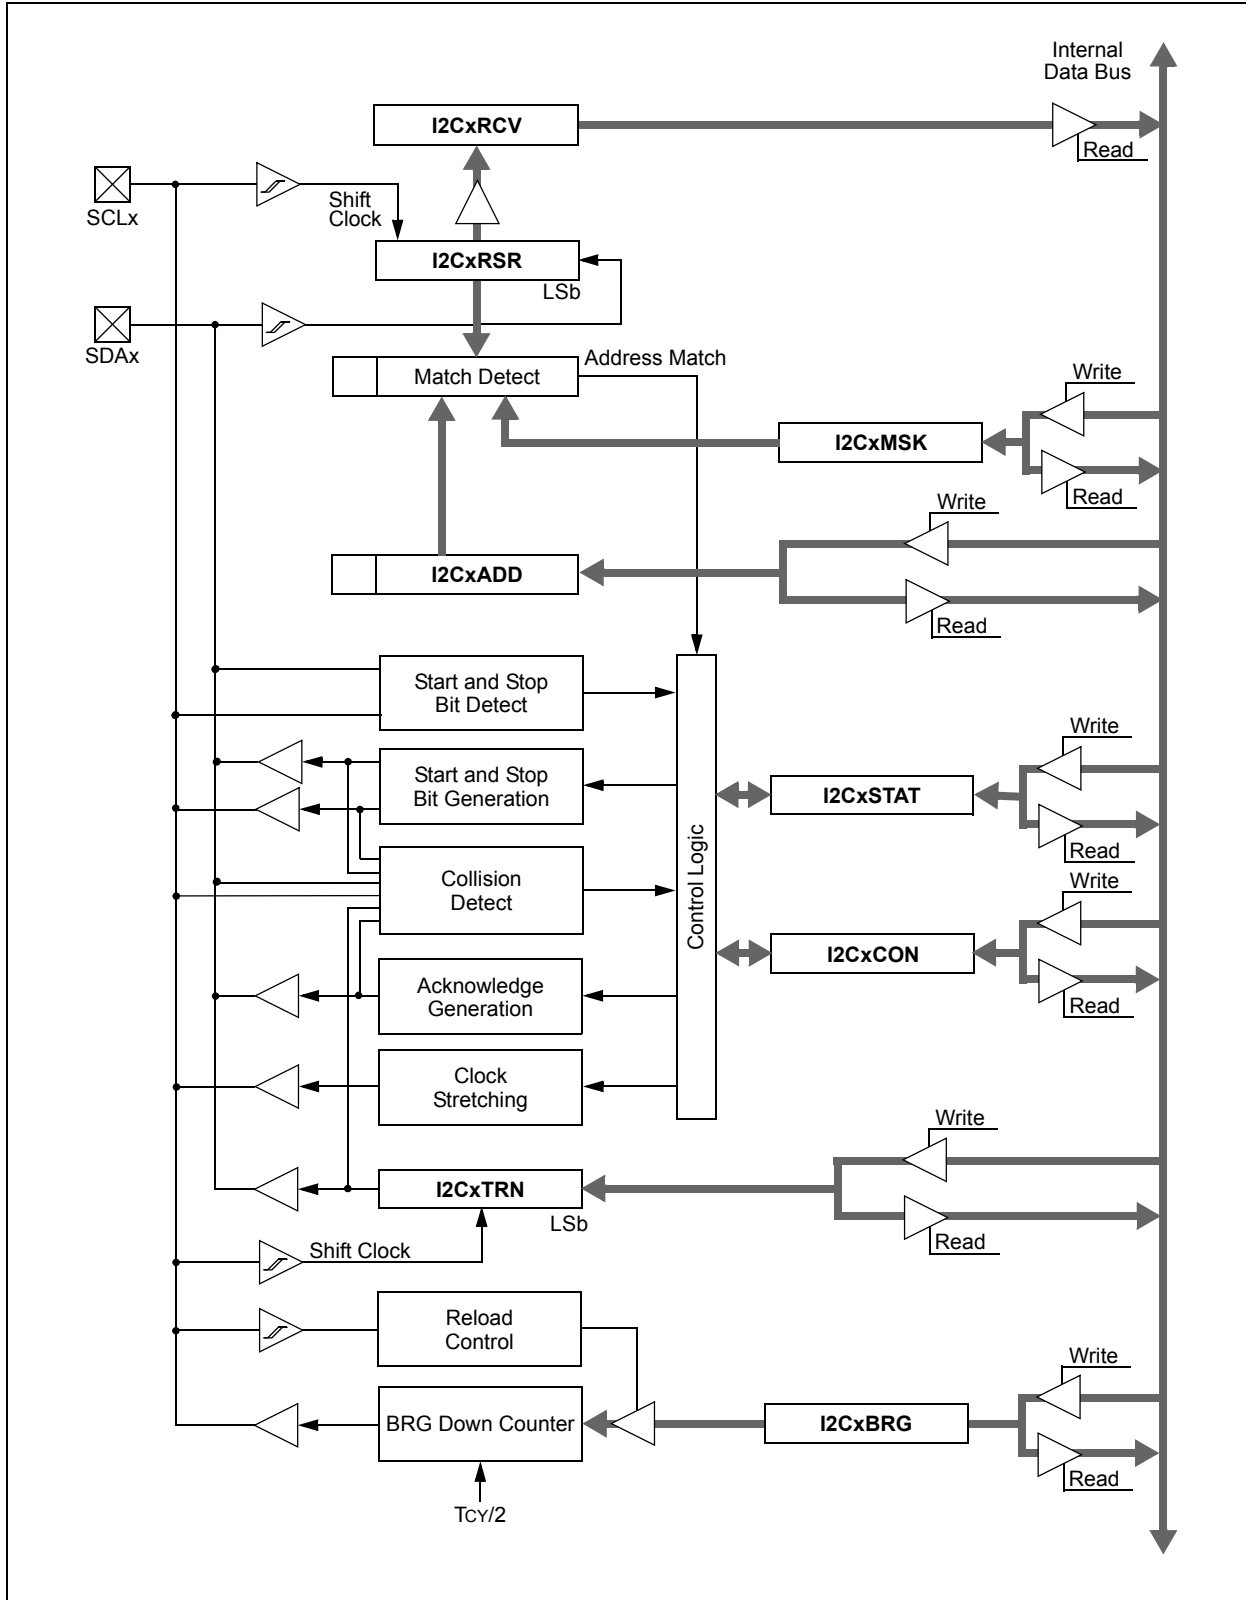 Internal
Data Bus
I2CxRCV
Read
SCLx
Shift
Clock
I2CxRSR
LSb
SDAx
Address Match
Match Detect
Write
I2CxMSK
Read
Write
I2CxADD
Read
Start and Stop
Bit Detect
Write
Start and Stop
Bit Generation
I2CxSTAT
Read
Control Logic
Collision
Detect
Write
I2CxCON
Read
Acknowledge
Generation
Clock
Stretching
Write
I2CxTRN
LSb
Read
Shift Clock
Reload
Control
Write
BRG Down Counter
I2CxBRG
Read
TCY/2